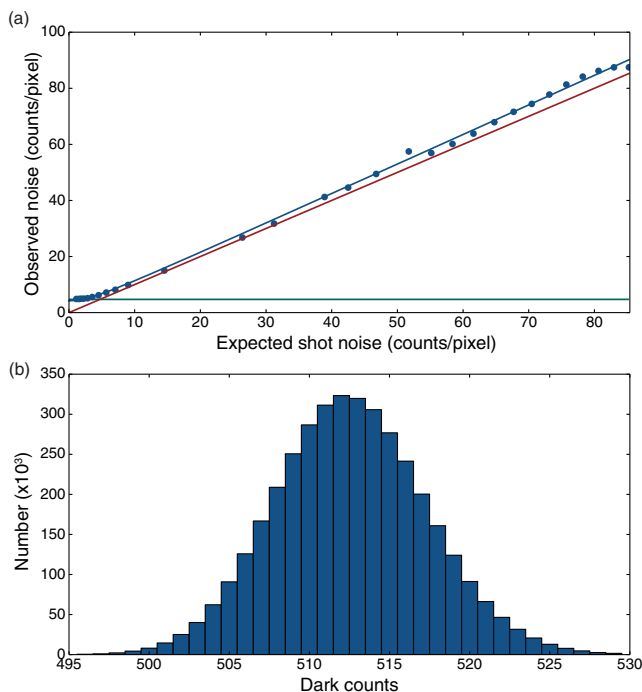 (a)
100
80
60
40
20
0
Observed noise (counts/pixel)
0 10 20 30 40 50 60 70 80
Expected shot noise (counts/pixel)
(b)
350
300
250
200
150
100
50
0
Number (x10³)
495 500 505 510 515 520 525 530
Dark counts